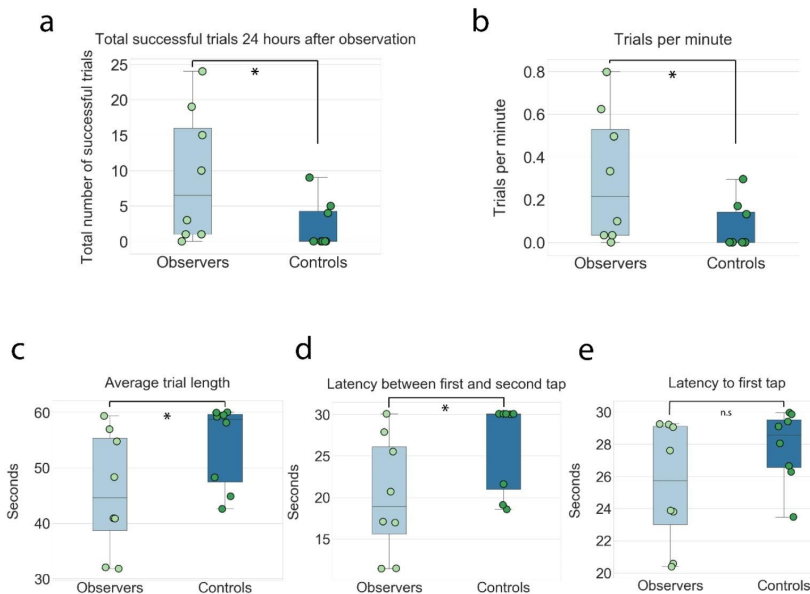 a
Total successful trials 24 hours after observation
Total number of successful trials
25
20
15
10
5
0
*
Observers
Controls
b
Trials per minute
Trials per minute
0.8
0.6
0.4
0.2
0.0
*
Observers
Controls
c
Average trial length
Seconds
60
50
40
30
*
Observers
Controls
d
Latency between first and second tap
Seconds
30
25
20
15
*
Observers
Controls
e
Latency to first tap
Seconds
30
28
26
24
22
20
n.s
Observers
Controls